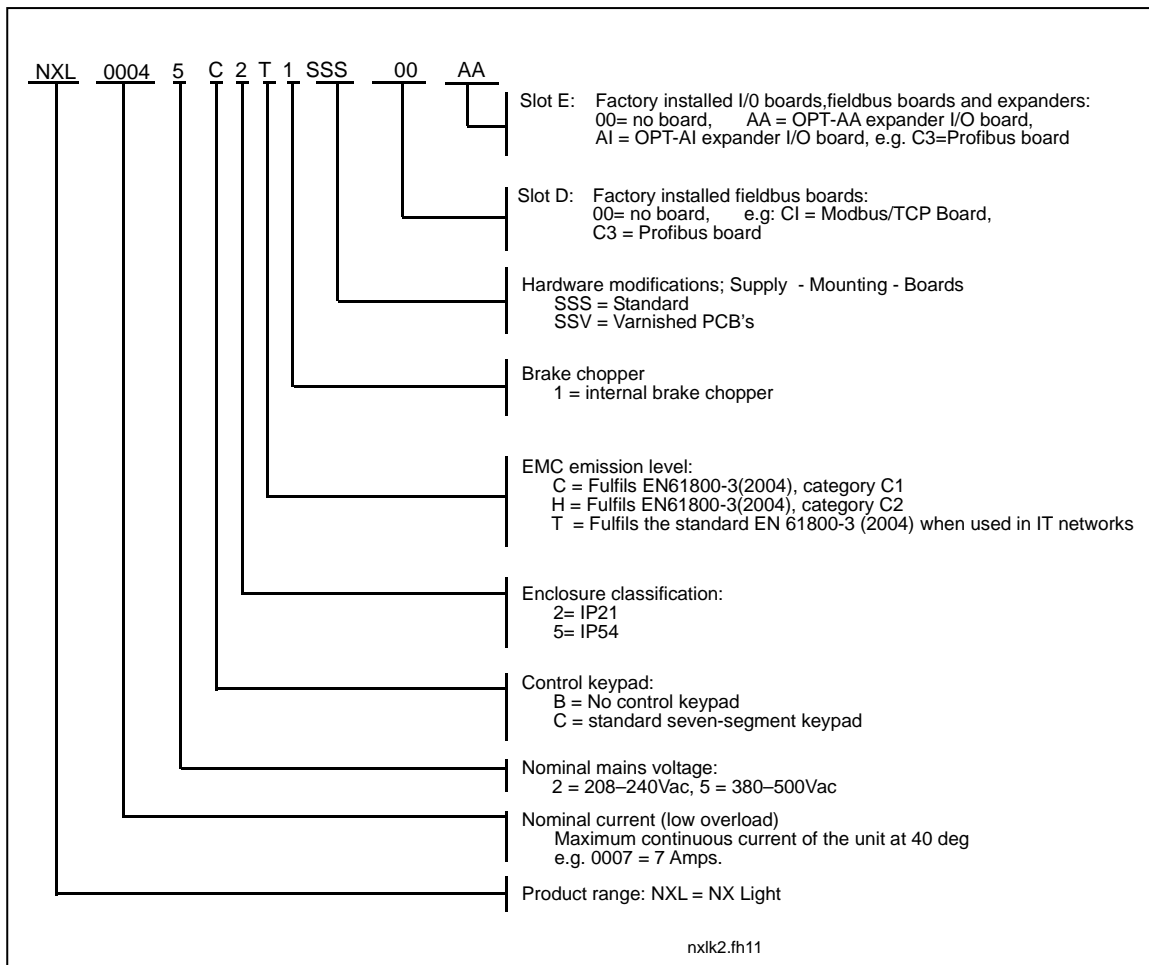 NXL 0004 5 C 2 T 1 SSS 00 AA
Slot E: Factory installed I/0 boards,fieldbus boards and expanders:
00= no board, AA = OPT-AA expander I/O board,
AI = OPT-AI expander I/O board, e.g. C3=Profibus board
Slot D: Factory installed fieldbus boards:
00= no board, e.g: CI = Modbus/TCP Board,
C3 = Profibus board
Hardware modifications; Supply - Mounting - Boards
SSS = Standard
SSV = Varnished PCB's
Brake chopper
1 = internal brake chopper
EMC emission level:
C = Fulfils EN61800-3(2004), category C1
H = Fulfils EN61800-3(2004), category C2
T = Fulfils the standard EN 61800-3 (2004) when used in IT networks
Enclosure classification:
2= IP21
5= IP54
Control keypad:
B = No control keypad
C = standard seven-segment keypad
Nominal mains voltage:
2 = 208–240Vac, 5 = 380–500Vac
Nominal current (low overload)
Maximum continuous current of the unit at 40 deg
e.g. 0007 = 7 Amps.
Product range: NXL = NX Light
nxlk2.fh11